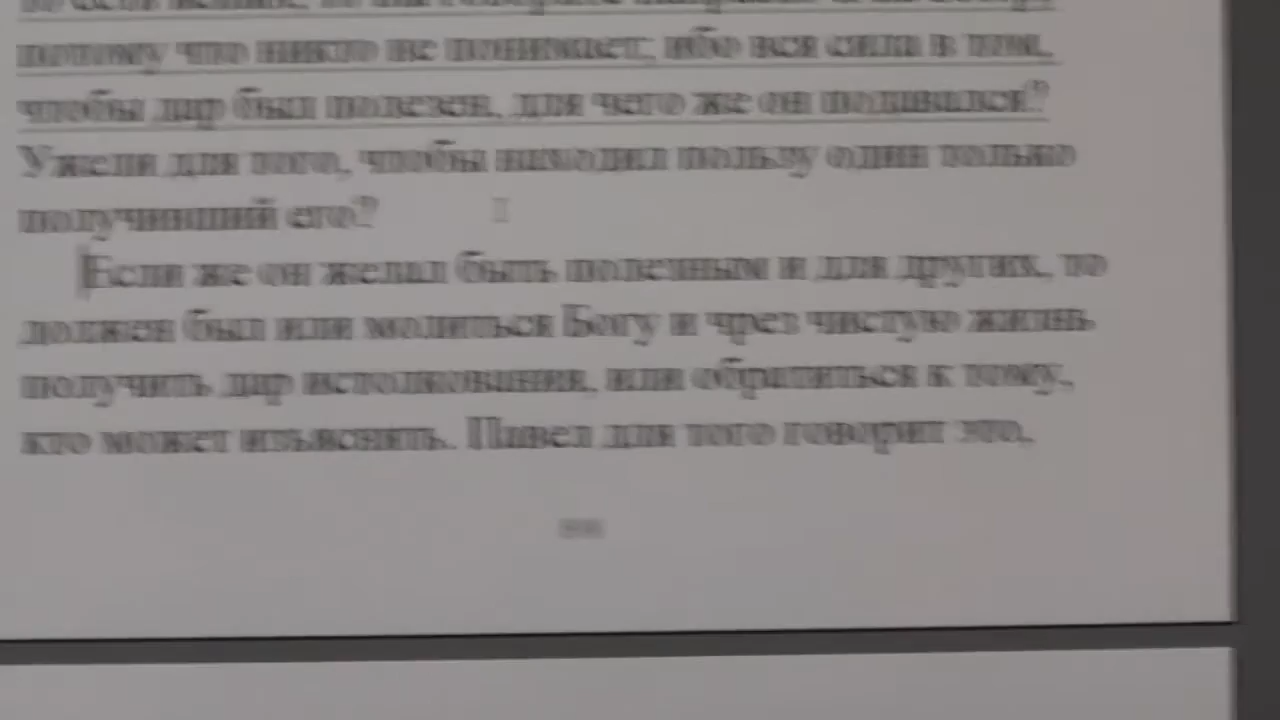 потому что никто не понимает, ибо вся сила в том,
чтобы дар был полезен, для чего же он подавался?
Ужели для того, чтобы находил пользу один только
получивший его?
Если же он желал быть полезным и для других, то
должен был или молиться Богу и чрез чистую жизнь
получить дар истолкования, или обратиться к тому,
кто может изъяснить. Павел для того говорит это,